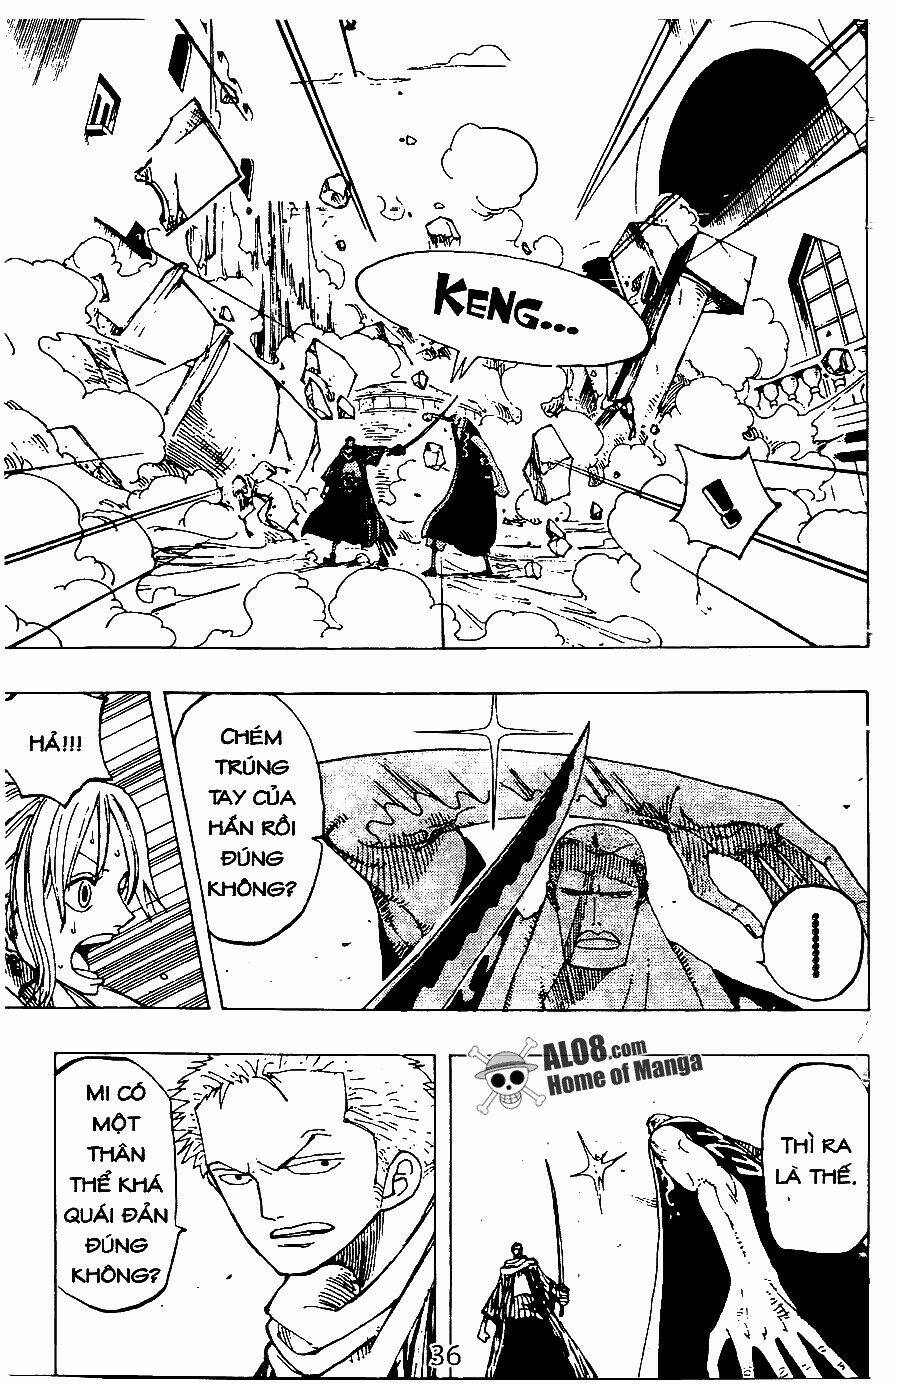 KENG...
!!
HẢ!!!
CHÉM
TRÚNG
TAY CỦA
HẮN RỒI
ĐÚNG
KHÔNG?
THÌ RA
LÀ THẾ.
MI CÓ
MỘT
THÂN
THỂ KHÁ
QUÁI ĐẢN
ĐÚNG
KHÔNG?
AL08.com
Home of Manga
36